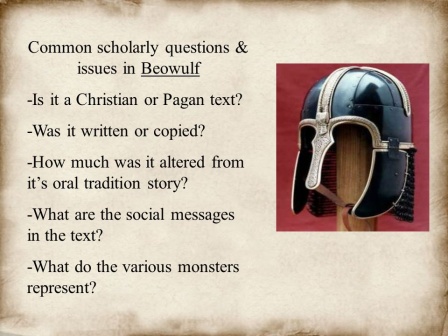 Common scholarly questions &
issues in Beowulf
-Is it a Christian or Pagan text?
-Was it written or copied?
-How much was it altered from
it's oral tradition story?
-What are the social messages
in the text?
-What do the various monsters
represent?